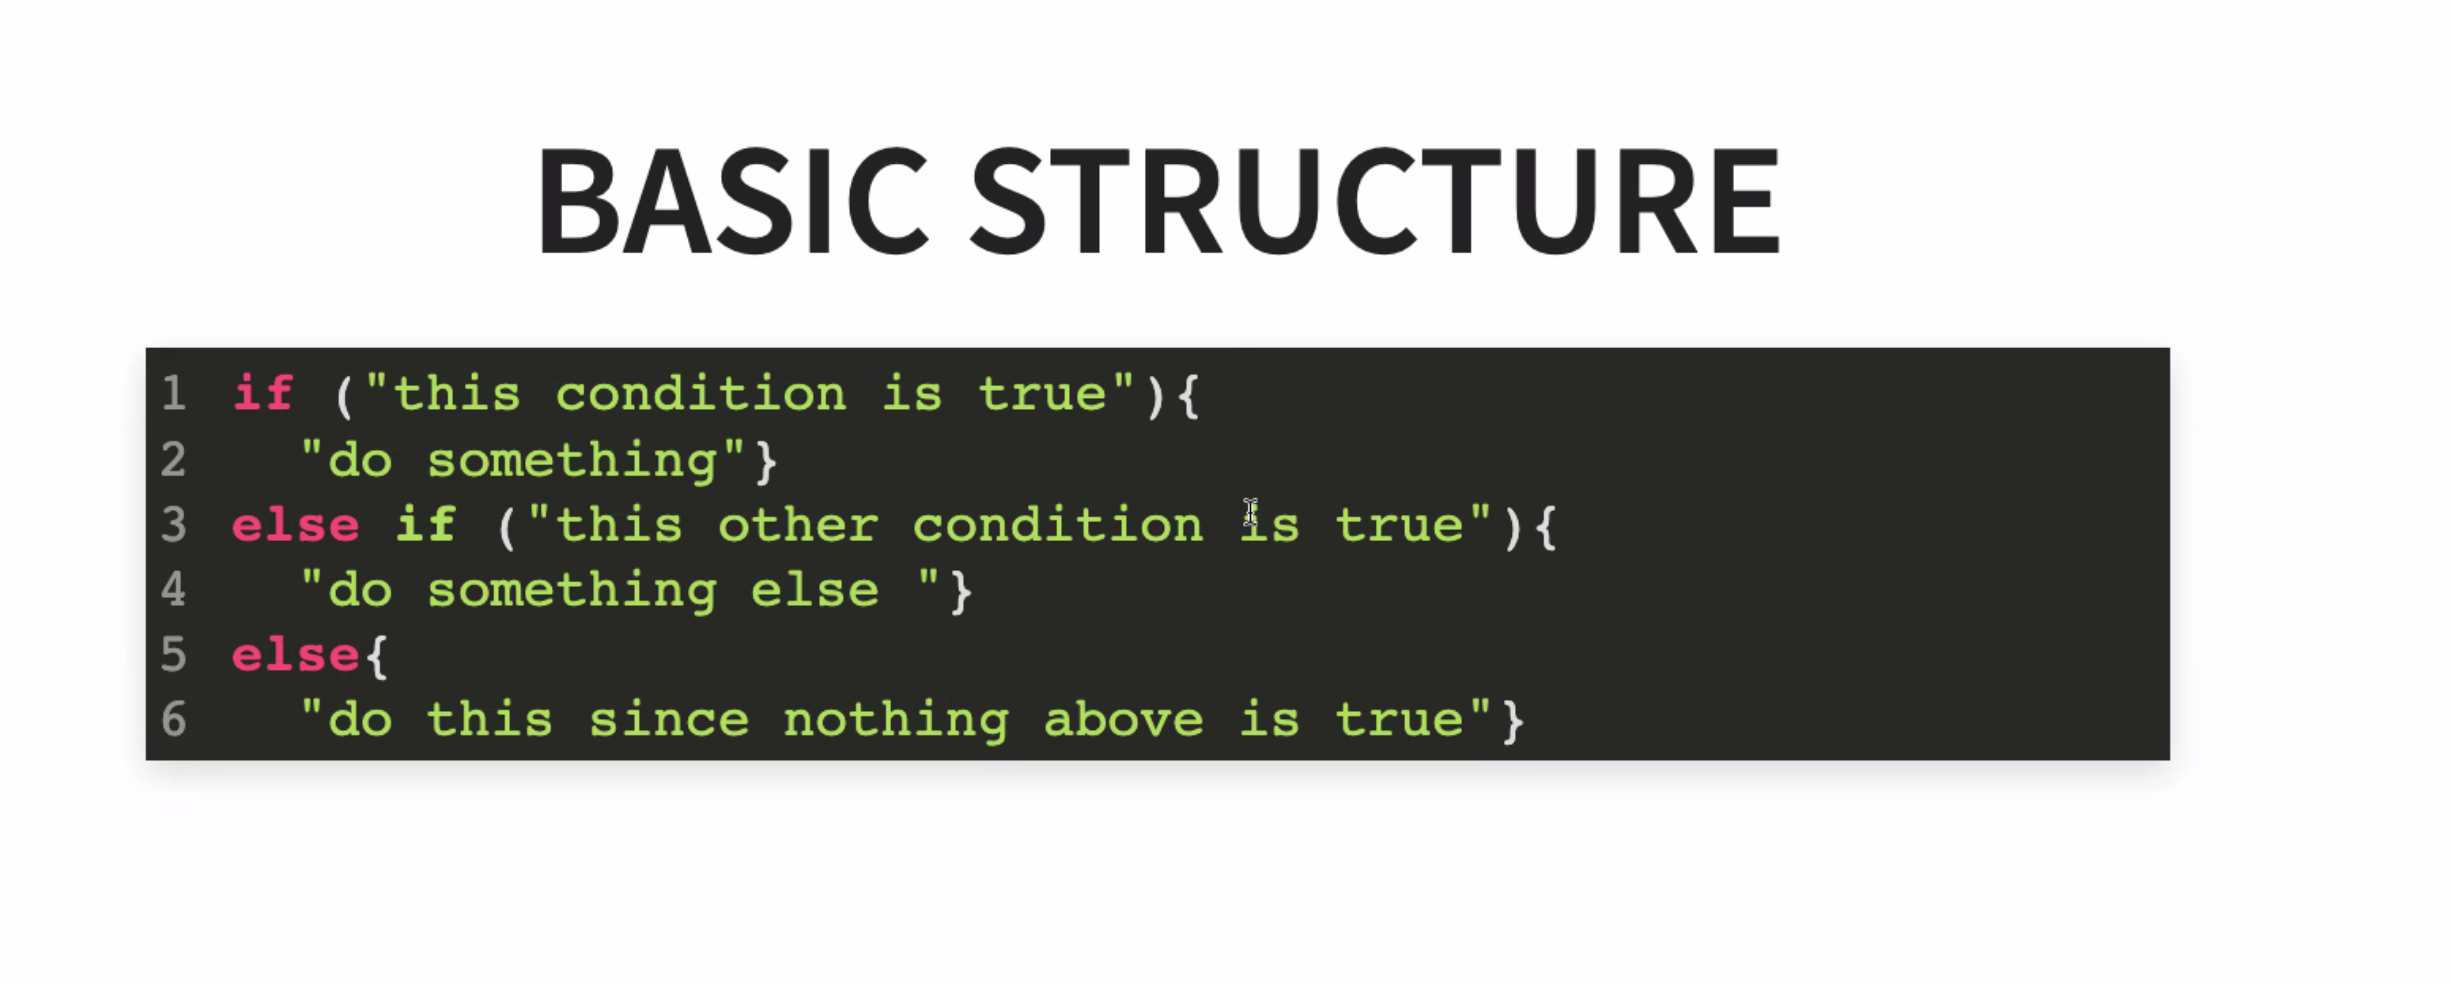 BASIC STRUCTURE
1 if ("this condition is true"){
2   "do something"}
3 else if ("this other condition is true"){
4   "do something else "}
5 else{
6   "do this since nothing above is true"}